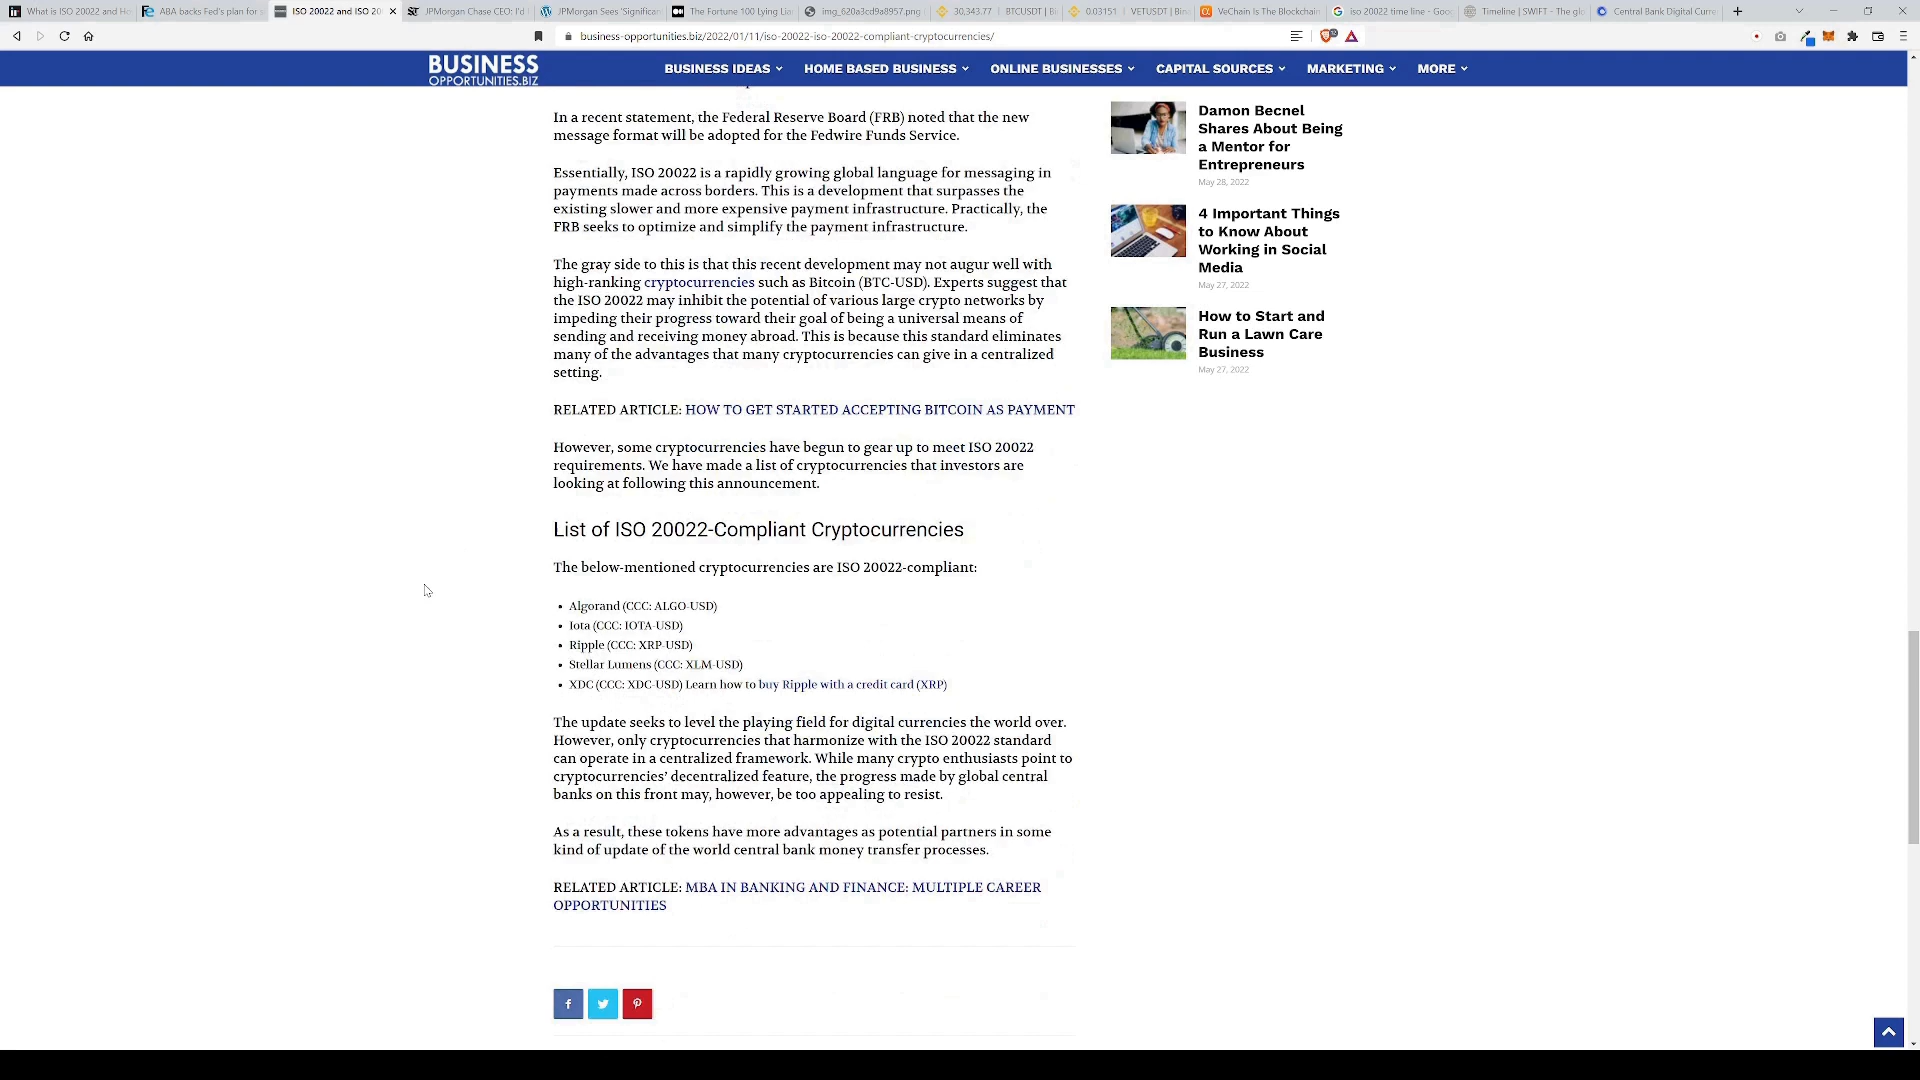 What is ISO 20022 and Ho
ABA backs Fed's plan for
ISO 20022 and ISO 20
JPMorgan Chase CEO: I'd
JPMorgan Sees 'Significan
The Fortune 100 Lying Lia
img_620a3cd9a8957.png
30,343.77 | BTCUSDT | Bi
0.03151 | VETUSDT | Bina
VeChain Is The Blockchain
iso 20022 time line - Goog
Timeline | SWIFT - The glo
Central Bank Digital Curre
business-opportunities.biz/2022/01/11/iso-20022-iso-20022-compliant-cryptocurrencies/
BUSINESS
OPPORTUNITIES.BIZ
BUSINESS IDEAS
HOME BASED BUSINESS
ONLINE BUSINESSES
CAPITAL SOURCES
MARKETING
MORE
In a recent statement, the Federal Reserve Board (FRB) noted that the new
message format will be adopted for the Fedwire Funds Service.
Essentially, ISO 20022 is a rapidly growing global language for messaging in
payments made across borders. This is a development that surpasses the
existing slower and more expensive payment infrastructure. Practically, the
FRB seeks to optimize and simplify the payment infrastructure.
The gray side to this is that this recent development may not augur well with
high-ranking cryptocurrencies such as Bitcoin (BTC-USD). Experts suggest that
the ISO 20022 may inhibit the potential of various large crypto networks by
impeding their progress toward their goal of being a universal means of
sending and receiving money abroad. This is because this standard eliminates
many of the advantages that many cryptocurrencies can give in a centralized
setting.
RELATED ARTICLE: HOW TO GET STARTED ACCEPTING BITCOIN AS PAYMENT
However, some cryptocurrencies have begun to gear up to meet ISO 20022
requirements. We have made a list of cryptocurrencies that investors are
looking at following this announcement.
List of ISO 20022-Compliant Cryptocurrencies
The below-mentioned cryptocurrencies are ISO 20022-compliant:
• Algorand (CCC: ALGO-USD)
• Iota (CCC: IOTA-USD)
• Ripple (CCC: XRP-USD)
• Stellar Lumens (CCC: XLM-USD)
• XDC (CCC: XDC-USD) Learn how to buy Ripple with a credit card (XRP)
The update seeks to level the playing field for digital currencies the world over.
However, only cryptocurrencies that harmonize with the ISO 20022 standard
can operate in a centralized framework. While many crypto enthusiasts point to
cryptocurrencies' decentralized feature, the progress made by global central
banks on this front may, however, be too appealing to resist.
As a result, these tokens have more advantages as potential partners in some
kind of update of the world central bank money transfer processes.
RELATED ARTICLE: MBA IN BANKING AND FINANCE: MULTIPLE CAREER
OPPORTUNITIES
Damon Becnel
Shares About Being
a Mentor for
Entrepreneurs
May 28, 2022
4 Important Things
to Know About
Working in Social
Media
May 27, 2022
How to Start and
Run a Lawn Care
Business
May 27, 2022